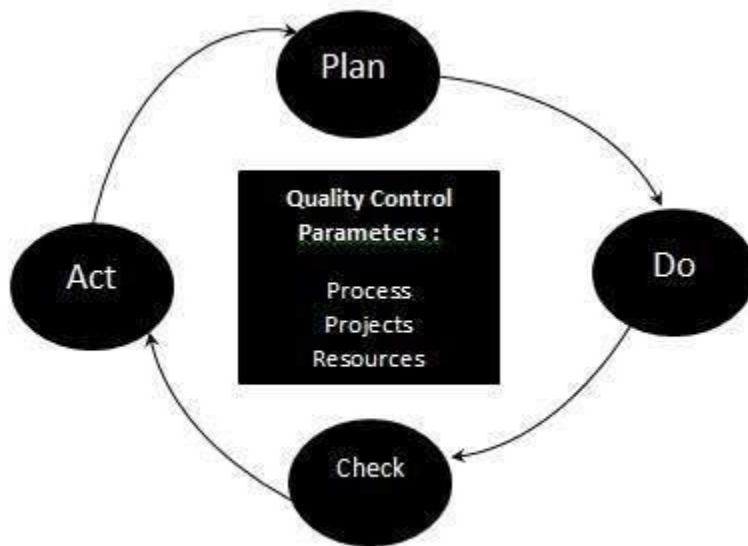 Plan
Do
Check
Act
Quality Control
Parameters :
Process
Projects
Resources